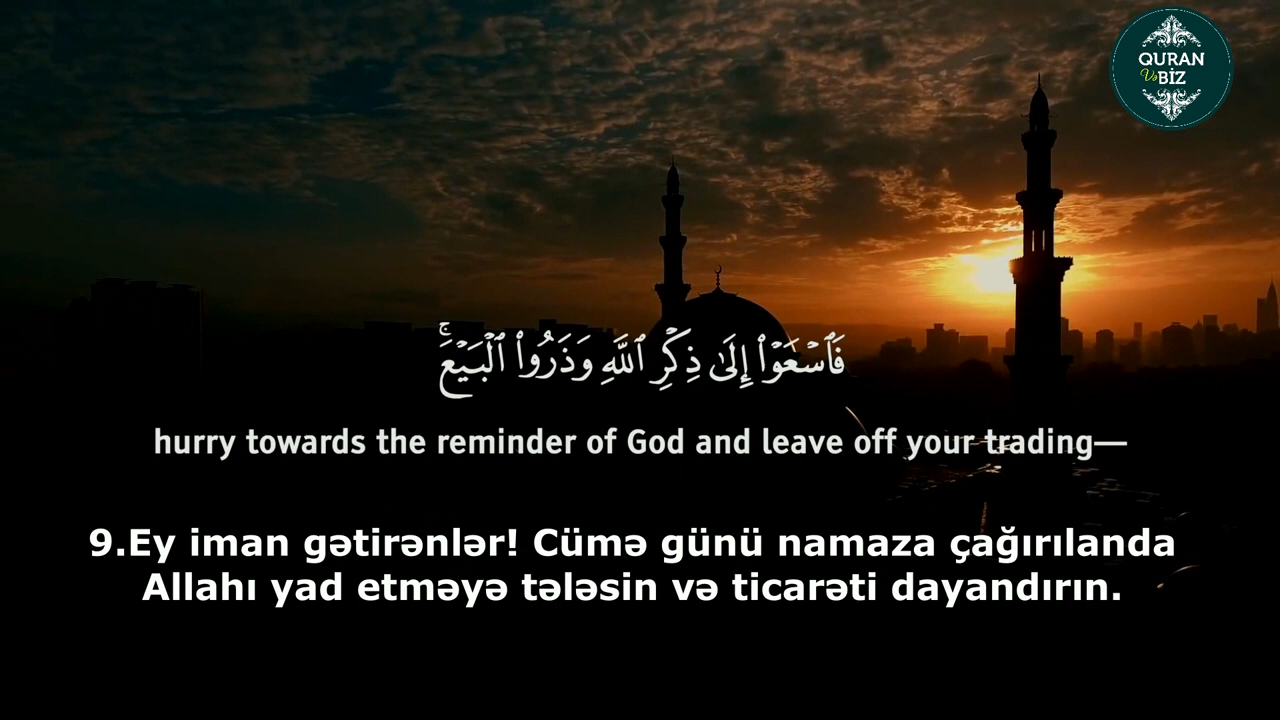 QURAN
Və BİZ
فَٱسۡعَوۡاْ إِلَىٰ ذِكۡرِ ٱللَّهِ وَذَرُواْ ٱلۡبَيۡعَۚ
hurry towards the reminder of God and leave off your trading—
9.Ey iman gətirənlər! Cümə günü namaza çağırılanda
Allahı yad etməyə tələsin və ticarəti dayandırın.